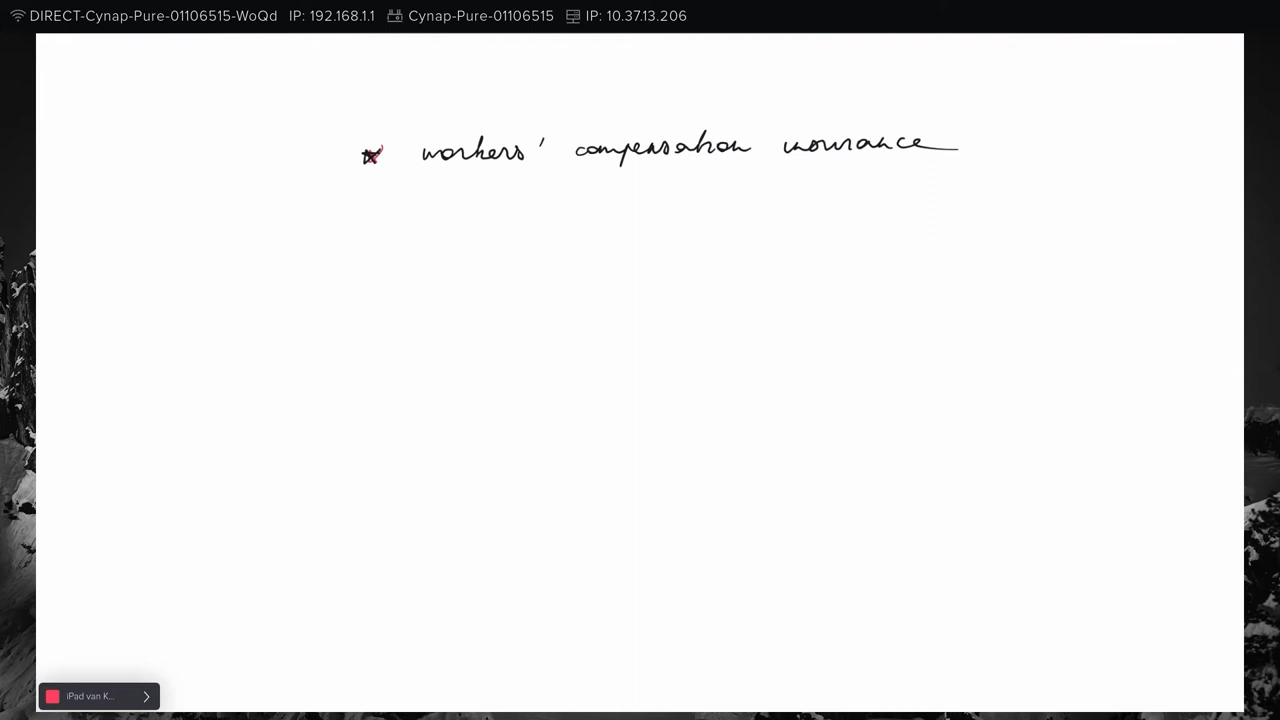 DIRECT-Cynap-Pure-01106515-WoQd IP: 192.168.1.1 Cynap-Pure-01106515 IP: 10.37.13.206
* workers' compensation insurance
iPad van K...